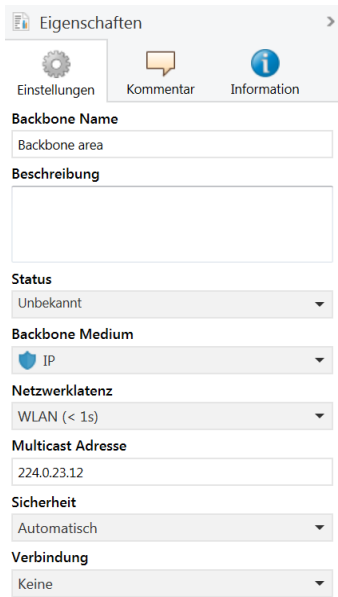 Eigenschaften
Einstellungen Kommentar Information
Backbone Name
Backbone area
Beschreibung
Status
Unbekannt
Backbone Medium
IP
Netzwerklatenz
WLAN (< 1s)
Multicast Adresse
224.0.23.12
Sicherheit
Automatisch
Verbindung
Keine